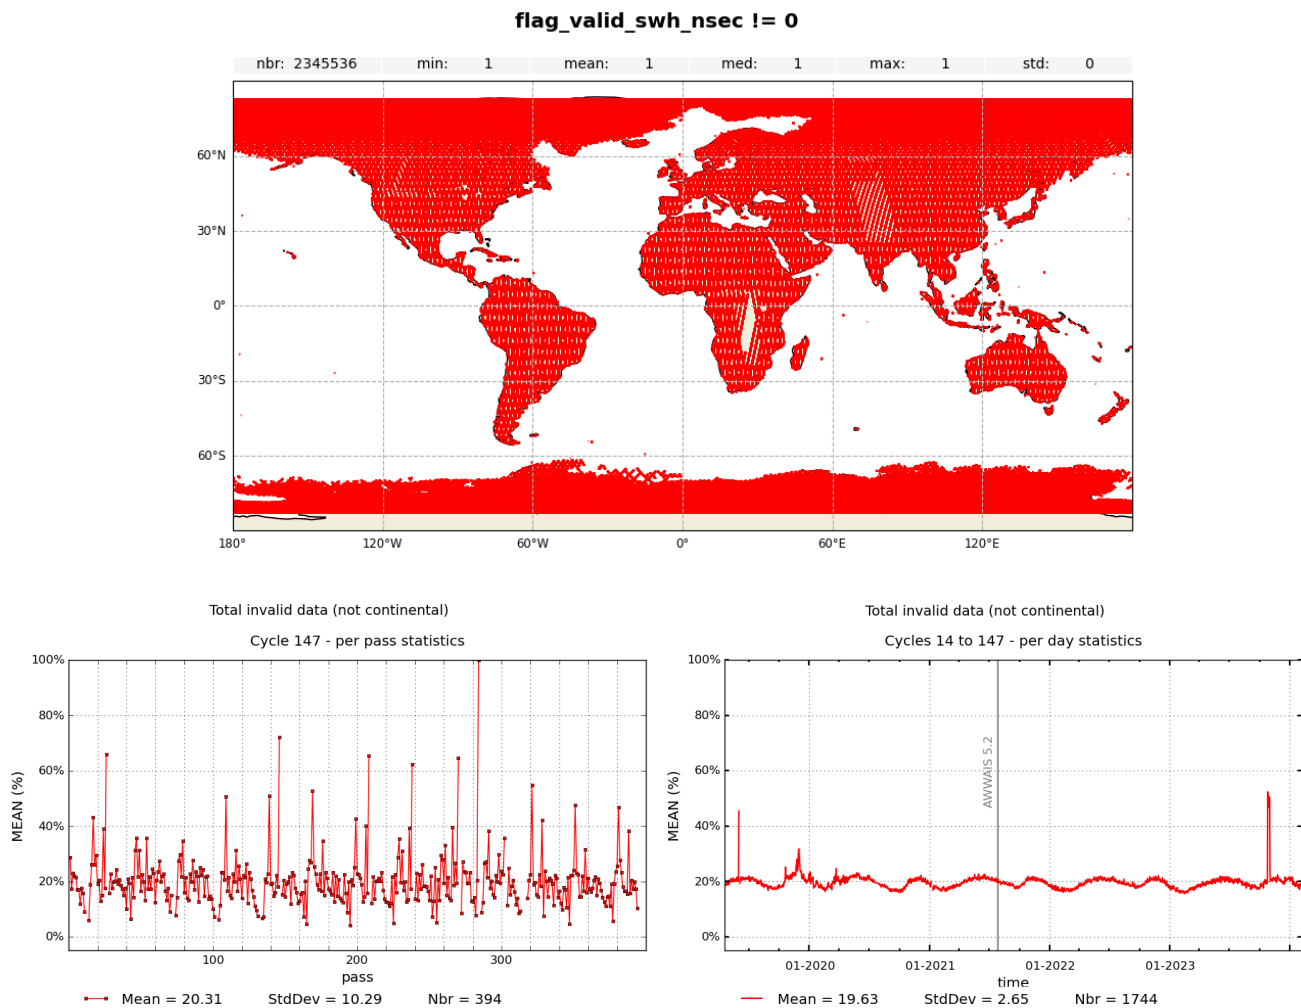 flag_valid_swh_nsec != 0
nbr: 2345536 min: 1 mean: 1 med: 1 max: 1 std: 0
60°N
30°N
0°
30°S
60°S
180° 120°W 60°W 0° 60°E 120°E
Total invalid data (not continental)
Cycle 147 - per pass statistics
100%
80%
60%
40%
20%
0%
MEAN (%)
100 200 300
pass
Mean = 20.31 StdDev = 10.29 Nbr = 394
Total invalid data (not continental)
Cycles 14 to 147 - per day statistics
100%
80%
60%
40%
20%
0%
MEAN (%)
AWWAIS 5.2
01-2020 01-2021 01-2022 01-2023
time
Mean = 19.63 StdDev = 2.65 Nbr = 1744